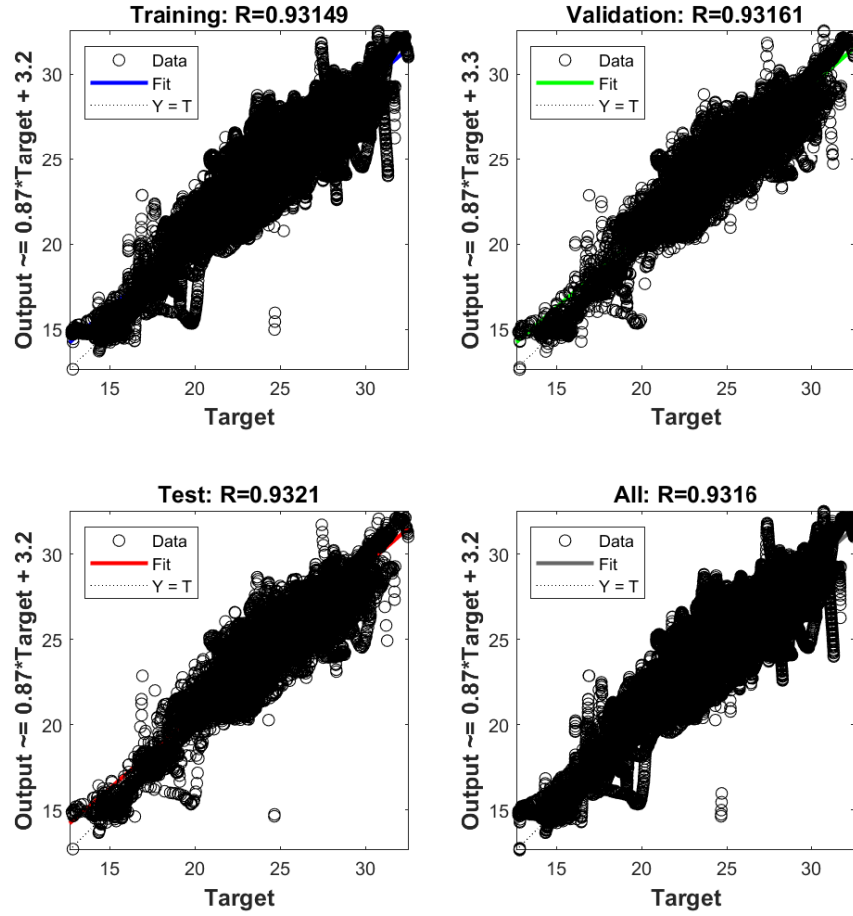 Training: R=0.93149
Output ~= 0.87*Target + 3.2
30
25
20
15
Data
Fit
Y = T
15 20 25 30
Target
Validation: R=0.93161
Output ~= 0.87*Target + 3.3
30
25
20
15
Data
Fit
Y = T
15 20 25 30
Target
Test: R=0.9321
Output ~= 0.87*Target + 3.2
30
25
20
15
Data
Fit
Y = T
15 20 25 30
Target
All: R=0.9316
Output ~= 0.87*Target + 3.2
30
25
20
15
Data
Fit
Y = T
15 20 25 30
Target